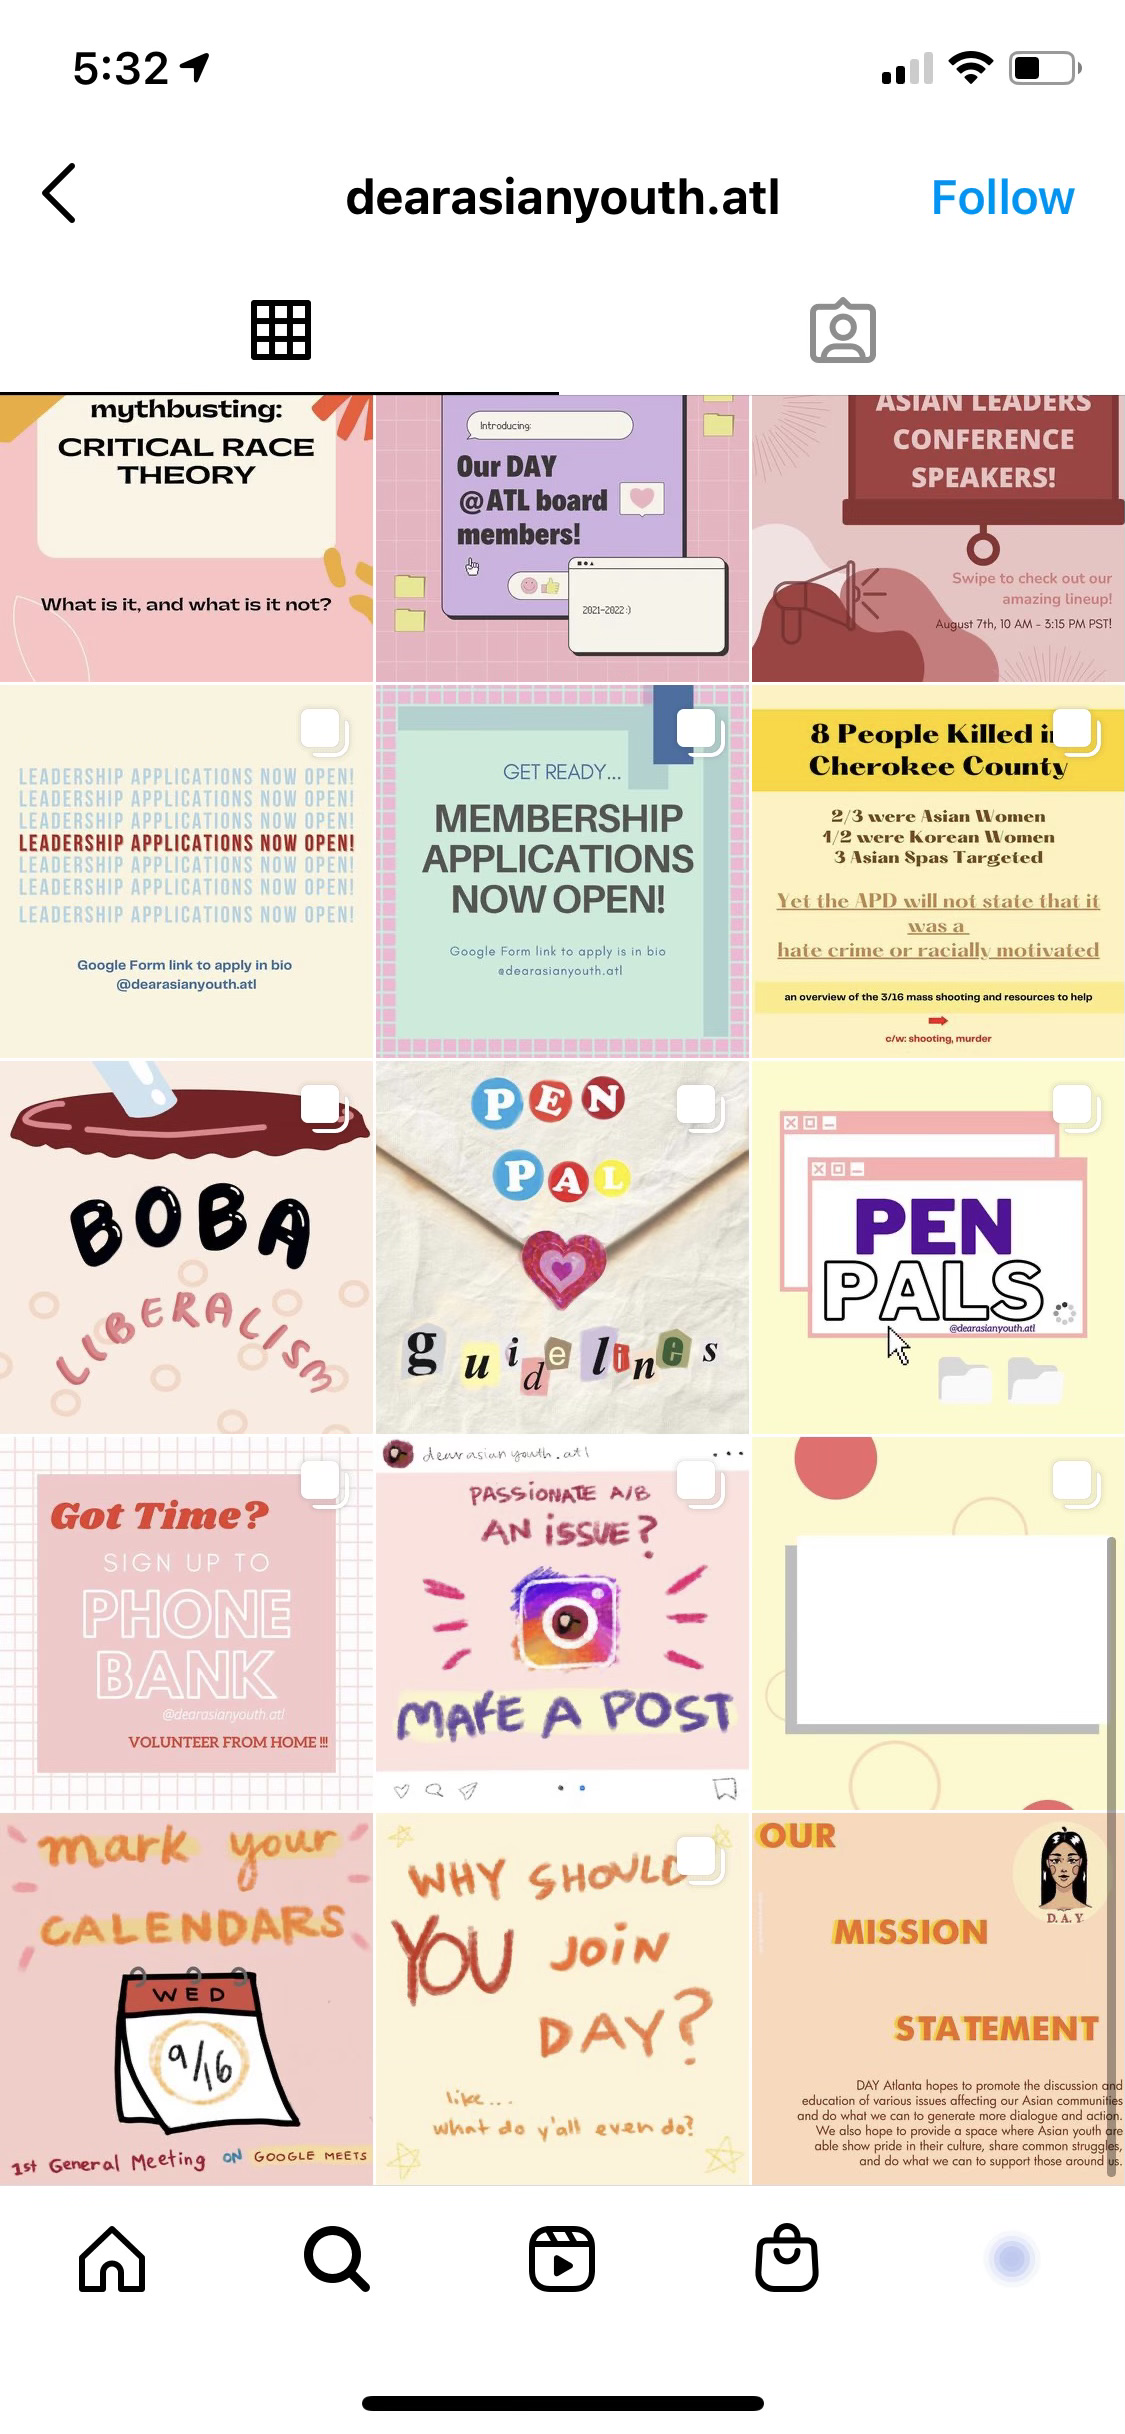 5:32
dearasianyouth.atl
Follow
mythbusting:
CRITICAL RACE
THEORY
What is it, and what is it not?
Introducing:
Our DAY
@ATL board
members!
2021-2022 :)
ASIAN LEADERS
CONFERENCE
SPEAKERS!
Swipe to check out our
amazing lineup!
August 7th, 10 AM - 3:15 PM PST!
LEADERSHIP APPLICATIONS NOW OPEN!
LEADERSHIP APPLICATIONS NOW OPEN!
LEADERSHIP APPLICATIONS NOW OPEN!
LEADERSHIP APPLICATIONS NOW OPEN!
LEADERSHIP APPLICATIONS NOW OPEN!
LEADERSHIP APPLICATIONS NOW OPEN!
LEADERSHIP APPLICATIONS NOW OPEN!
Google Form link to apply in bio
@dearasianyouth.atl
GET READY...
MEMBERSHIP
APPLICATIONS
NOW OPEN!
Google Form link to apply is in bio
@dearasianyouth.atl
8 People Killed in
Cherokee County
2/3 were Asian Women
1/2 were Korean Women
3 Asian Spas Targeted
Yet the APD will not state that it
was a
hate crime or racially motivated
an overview of the 3/16 mass shooting and resources to help
c/w: shooting, murder
BOBA
LIBERALISM
PEN
PAL
guidelines
PEN
PALS
@dearasianyouth.atl
Got Time?
SIGN UP TO
PHONE
BANK
@dearasianyouth.atl
VOLUNTEER FROM HOME !!!
dearasianyouth.atl
PASSIONATE A/B
AN ISSUE?
MAKE A POST
mark your
CALENDARS
WED
9/16
1st General Meeting ON GOOGLE MEETS
WHY SHOULD
YOU JOIN
DAY?
like...
what do y'all even do?
OUR
D.A.Y.
MISSION
STATEMENT
DAY Atlanta hopes to promote the discussion and
education of various issues affecting our Asian communities
and do what we can to generate more dialogue and action.
We also hope to provide a space where Asian youth are
able show pride in their culture, share common struggles,
and do what we can to support those around us.